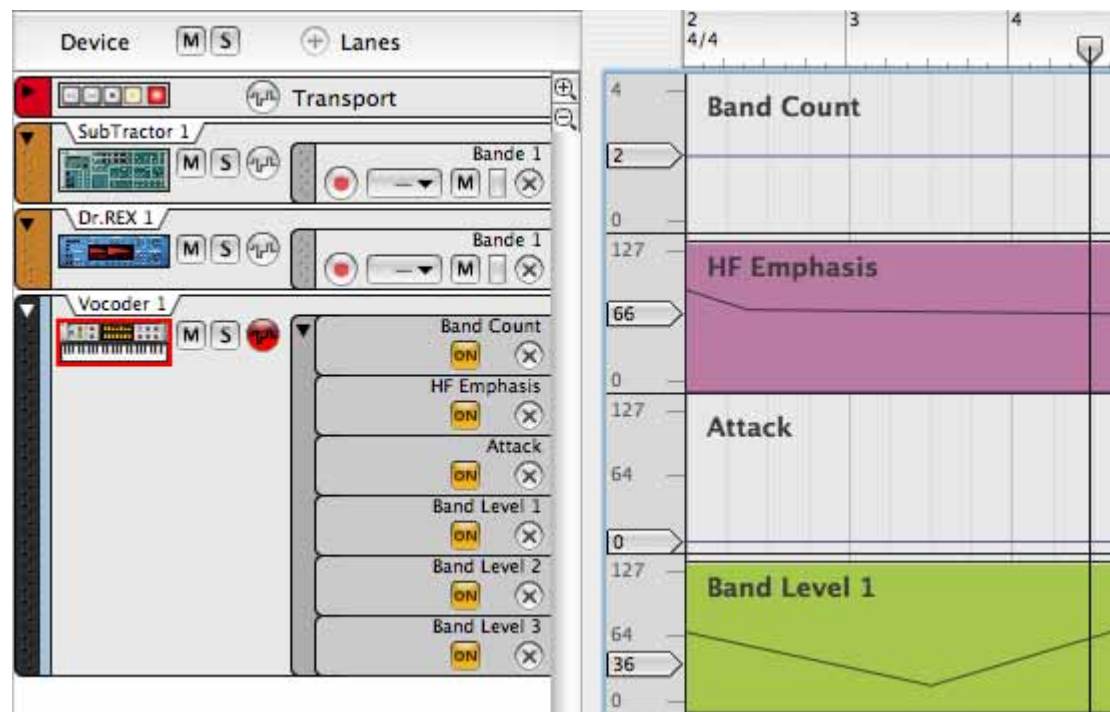 Device M S Lanes
Transport
SubTractor 1
M S
Bande 1
M
Dr.REX 1
M S
Bande 1
M
Vocoder 1
M S
Band Count
ON
HF Emphasis
ON
Attack
ON
Band Level 1
ON
Band Level 2
ON
Band Level 3
ON
2 3 4
4/4
4
Band Count
2
0
127
HF Emphasis
66
0
127
Attack
64
0
127
Band Level 1
64
36
0